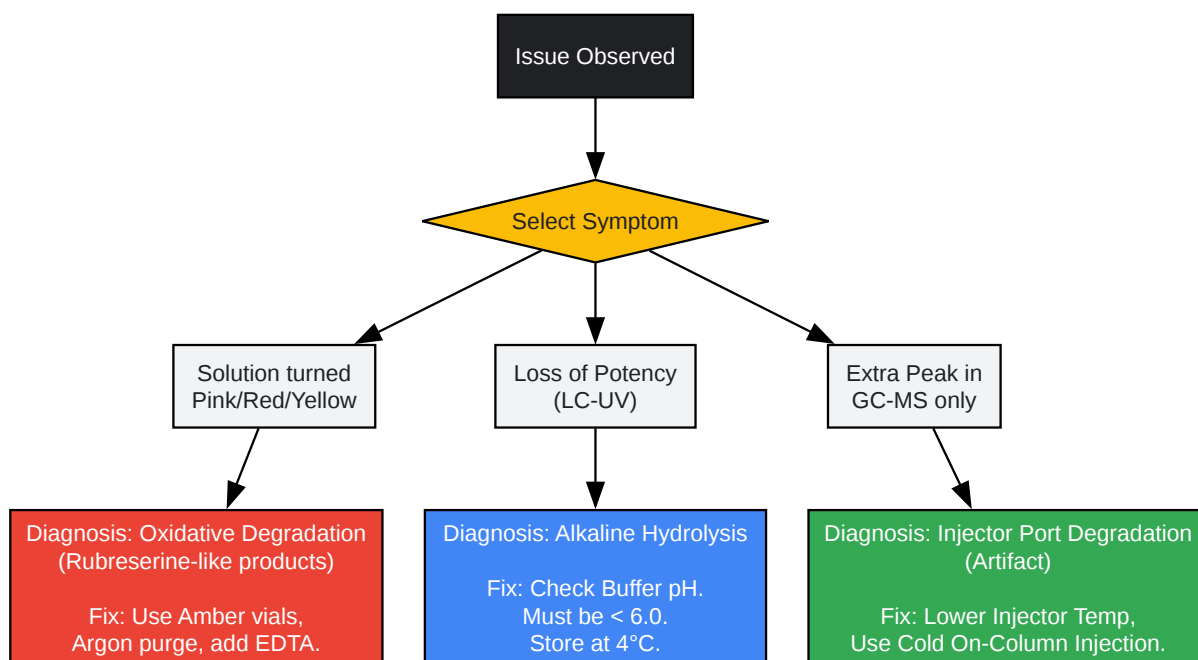 Issue Observed
Select Symptom
Solution turned
Pink/Red/Yellow
Loss of Potency
(LC-UV)
Extra Peak in
GC-MS only
Diagnosis: Oxidative Degradation
(Rubreserine-like products)
Fix: Use Amber vials,
Argon purge, add EDTA.
Diagnosis: Alkaline Hydrolysis
Fix: Check Buffer pH.
Must be < 6.0.
Store at 4°C.
Diagnosis: Injector Port Degradation
(Artifact)
Fix: Lower Injector Temp,
Use Cold On-Column Injection.